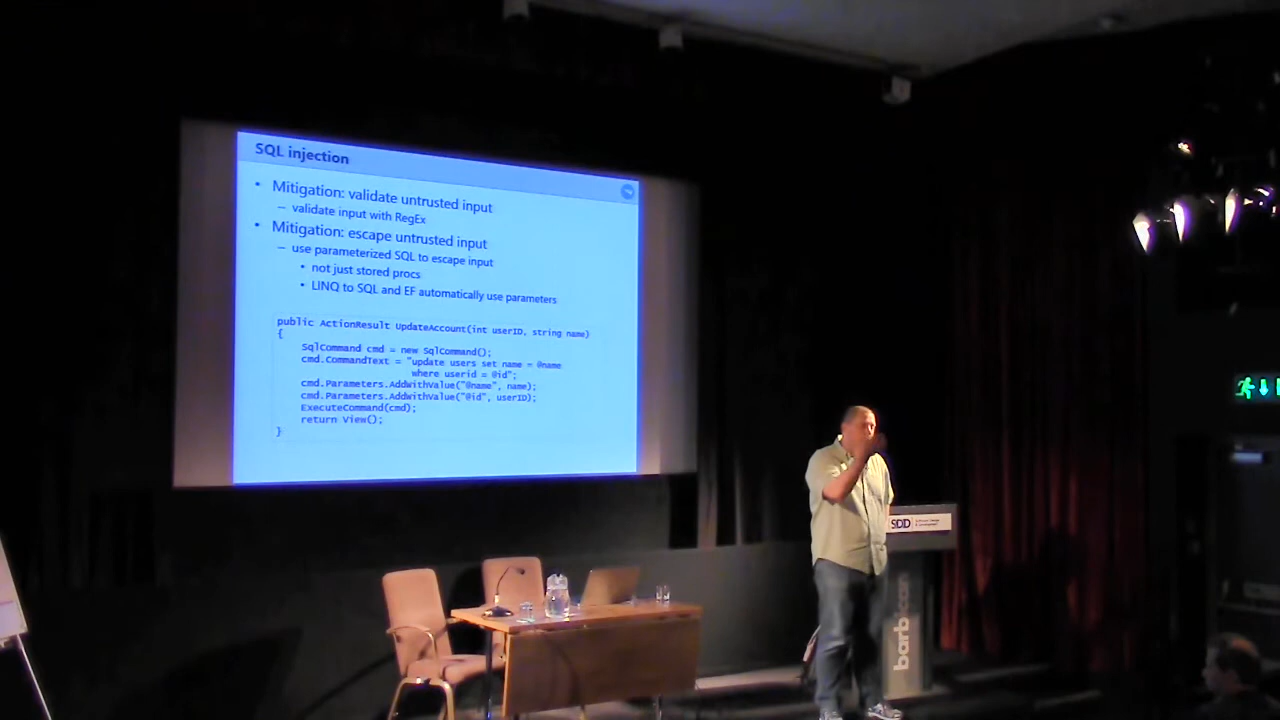 SQL injection
• Mitigation: validate untrusted input
– validate input with RegEx
• Mitigation: escape untrusted input
– use parameterized SQL to escape input
• not just stored procs
• LINQ to SQL and EF automatically use parameters
public ActionResult UpdateAccount(int userID, string name)
{
SqlCommand cmd = new SqlCommand();
cmd.CommandText = "update users set name = @name
where userid = @id";
cmd.Parameters.AddWithValue("@name", name);
cmd.Parameters.AddWithValue("@id", userID);
ExecuteCommand(cmd);
return View();
}
SDD
barbican